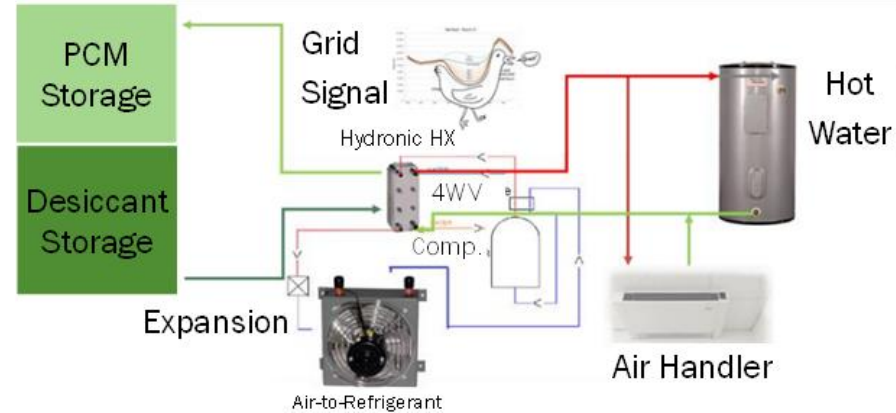 PCM
Storage
Grid
Signal
Hot
Water
Hydronic HX
4WV
Desiccant
Storage
Comp.
Expansion
Air Handler
Air-to-Refrigerant